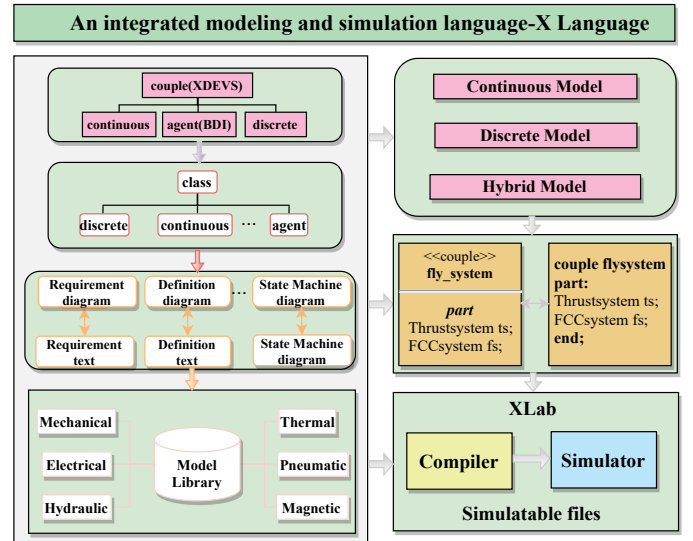 An integrated modeling and simulation language-X Language
couple(XDEVS)
continuous agent(BDI) discrete
class
discrete continuous ... agent
Requirement diagram
Definition diagram
...
State Machine diagram
Requirement text
Definition text
State Machine diagram
Mechanical
Electrical
Hydraulic
Model
Library
Thermal
Pneumatic
Magnetic
Continuous Model
Discrete Model
Hybrid Model
<<couple>>
fly_system
part
Thrustsystem ts;
FCCsystem fs;
couple flysystem
part:
Thrustsystem ts;
FCCsystem fs;
end;
XLab
Compiler
Simulator
Simulatable files